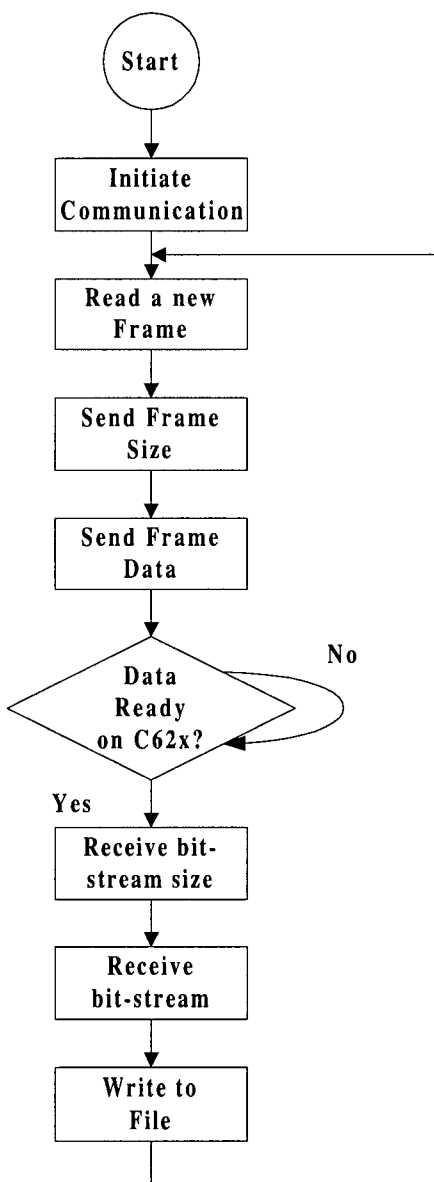 Start
Initiate
Communication
Read a new
Frame
Send Frame
Size
Send Frame
Data
Data
Ready
on C62x?
No
Yes
Receive bit-
stream size
Receive
bit-stream
Write to
File